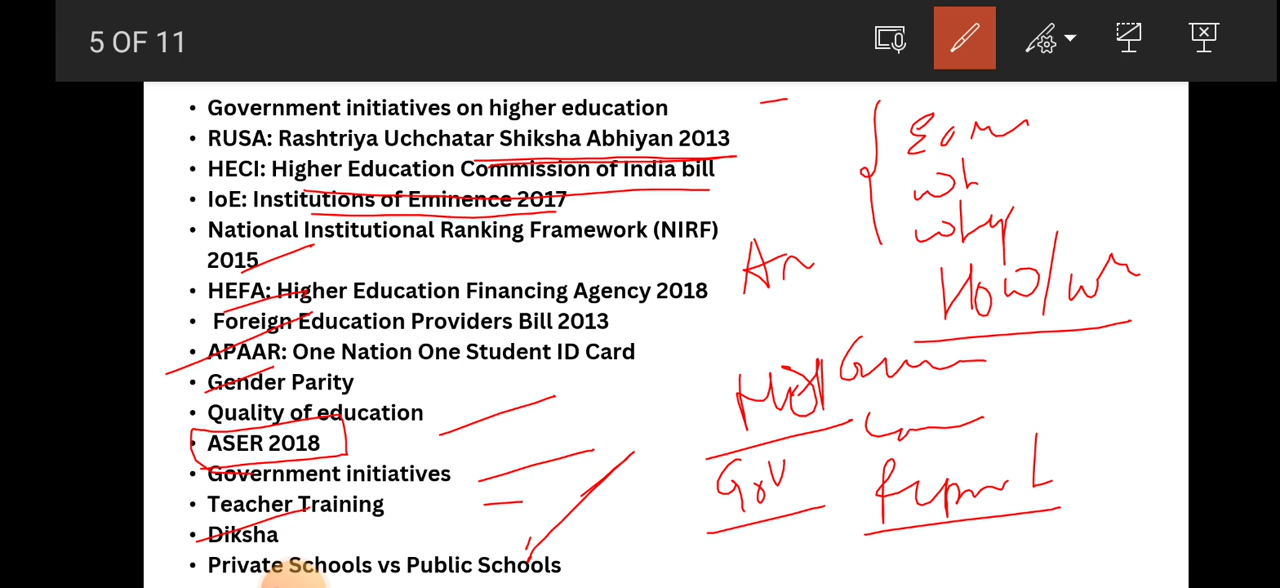 5 OF 11
• Government initiatives on higher education
• RUSA: Rashtriya Uchchatar Shiksha Abhiyan 2013
• HECI: Higher Education Commission of India bill
• IoE: Institutions of Eminence 2017
• National Institutional Ranking Framework (NIRF)
2015
• HEFA: Higher Education Financing Agency 2018
• Foreign Education Providers Bill 2013
• APAAR: One Nation One Student ID Card
• Gender Parity
• Quality of education
• ASER 2018
• Government initiatives
• Teacher Training
• Diksha
• Private Schools vs Public Schools
why
How/